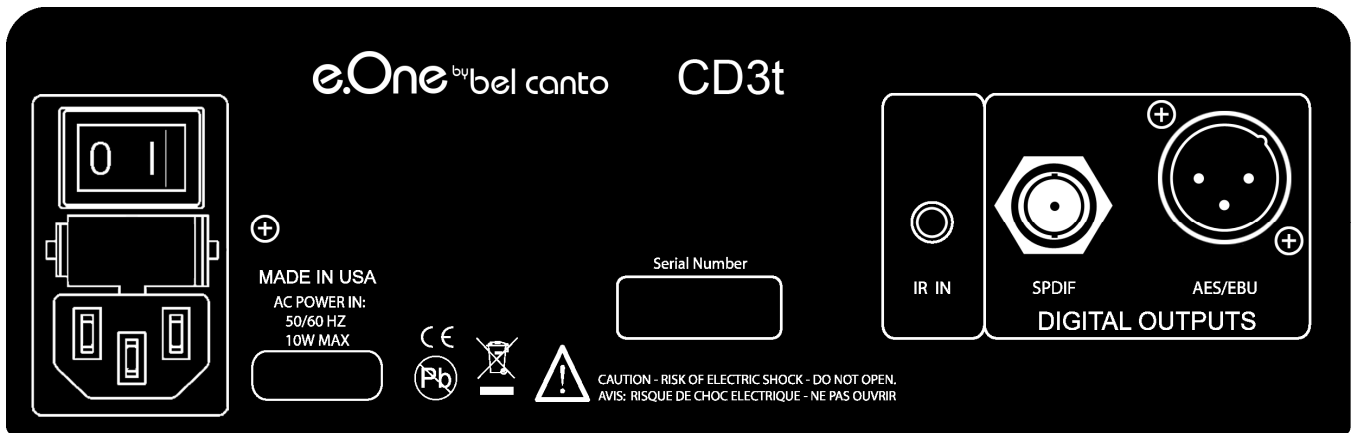 e.One by bel canto CD3t
0 I
MADE IN USA
AC POWER IN:
50/60 HZ
10W MAX
Serial Number
CE
Pb
CAUTION - RISK OF ELECTRIC SHOCK - DO NOT OPEN.
AVIS: RISQUE DE CHOC ELECTRIQUE - NE PAS OUVRIR
IR IN
SPDIF
AES/EBU
DIGITAL OUTPUTS